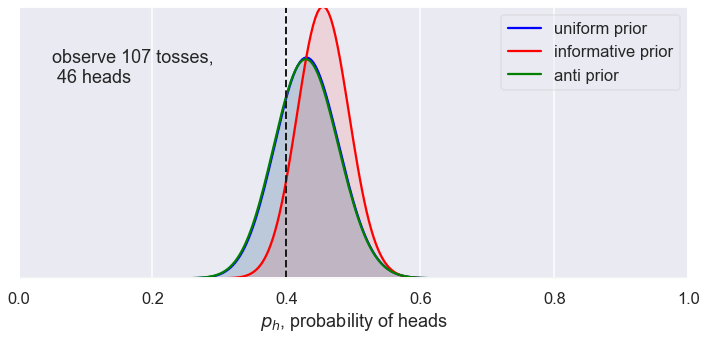 observe 107 tosses,
46 heads
uniform prior
informative prior
anti prior
0.0 0.2 0.4 0.6 0.8 1.0
p_h, probability of heads